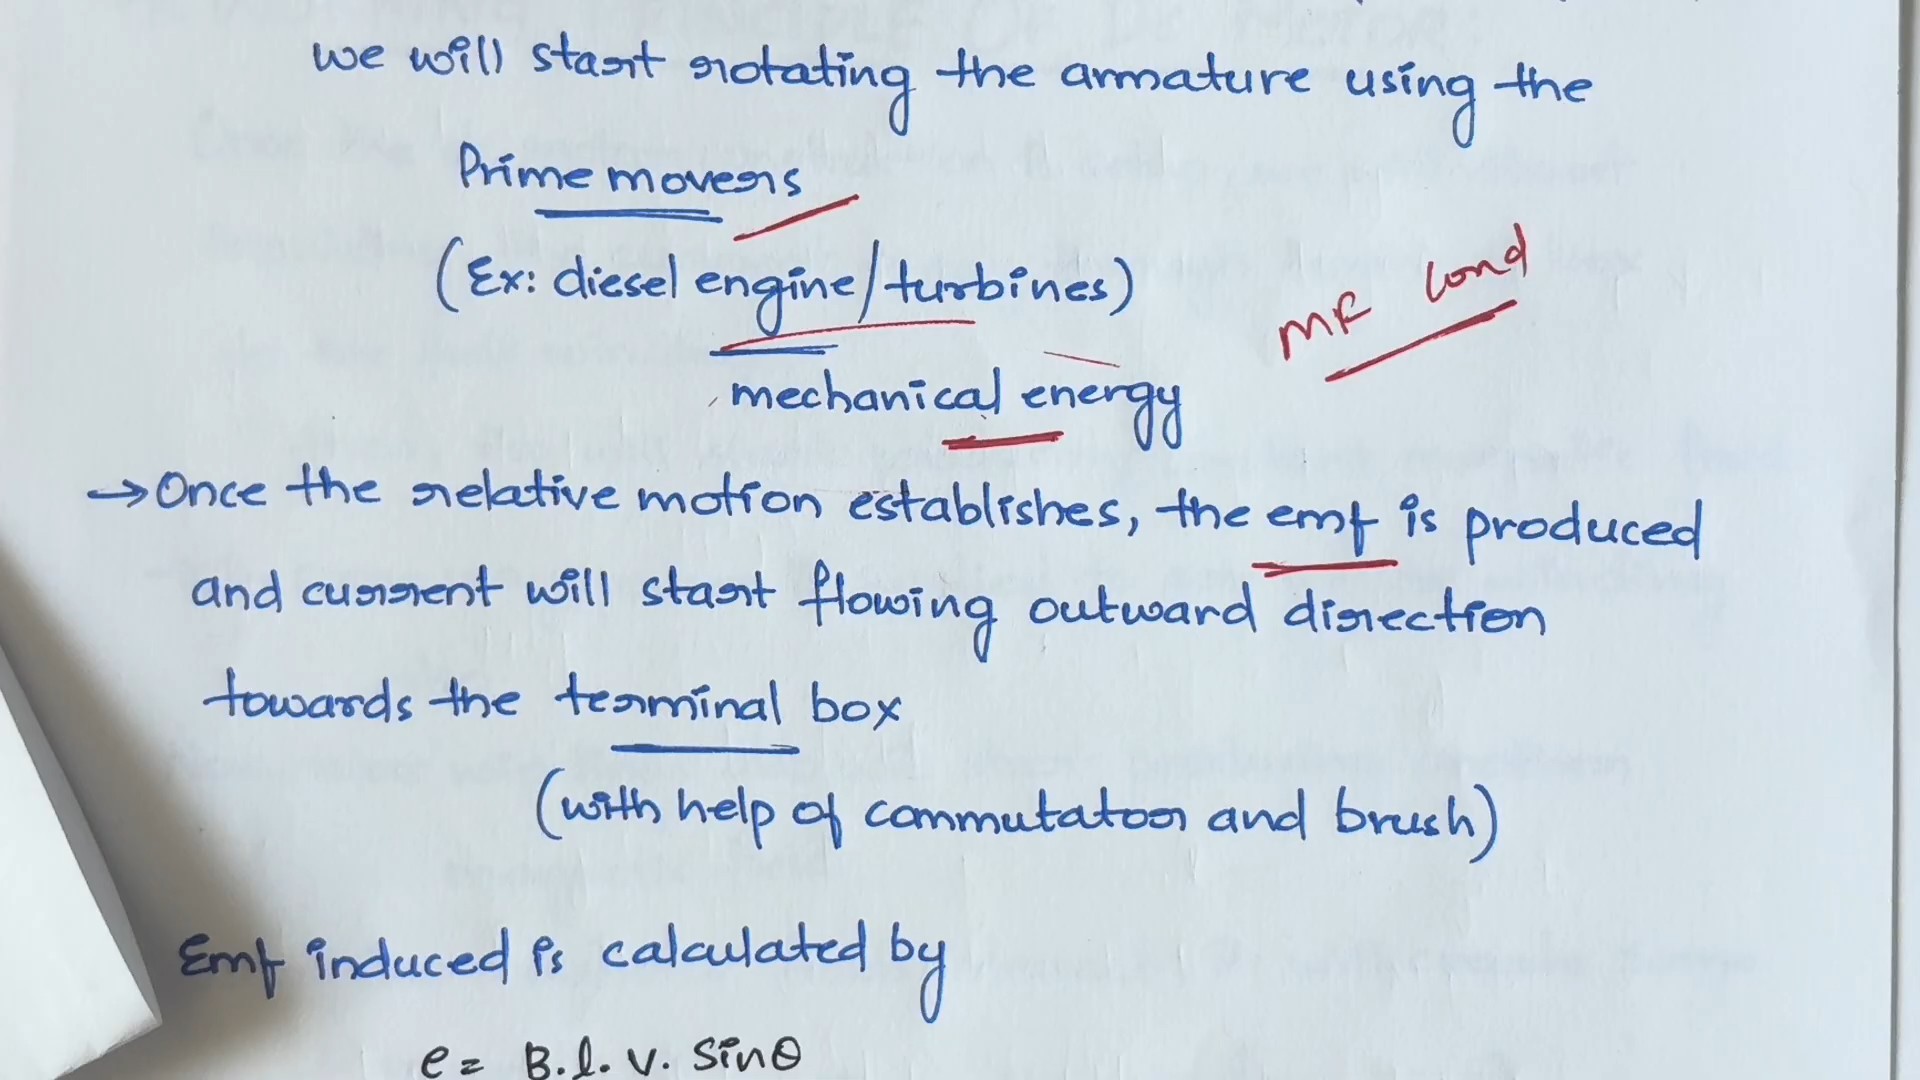 we will start rotating the armature using the
Prime movers
(Ex: diesel engine/turbines)
MF Cond
mechanical energy
→Once the relative motion establishes, the emf is produced
and current will start flowing outward direction
towards the terminal box
(with help of commutator and brush)
Emf induced is calculated by
e = B.l.v. Sinθ